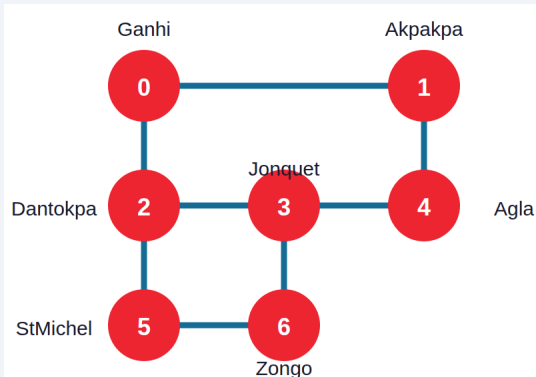 Ganhi
Akpakpa
0
1
Jonquet
Dantokpa
2
3
4
Agla
StMichel
5
6
Zongo